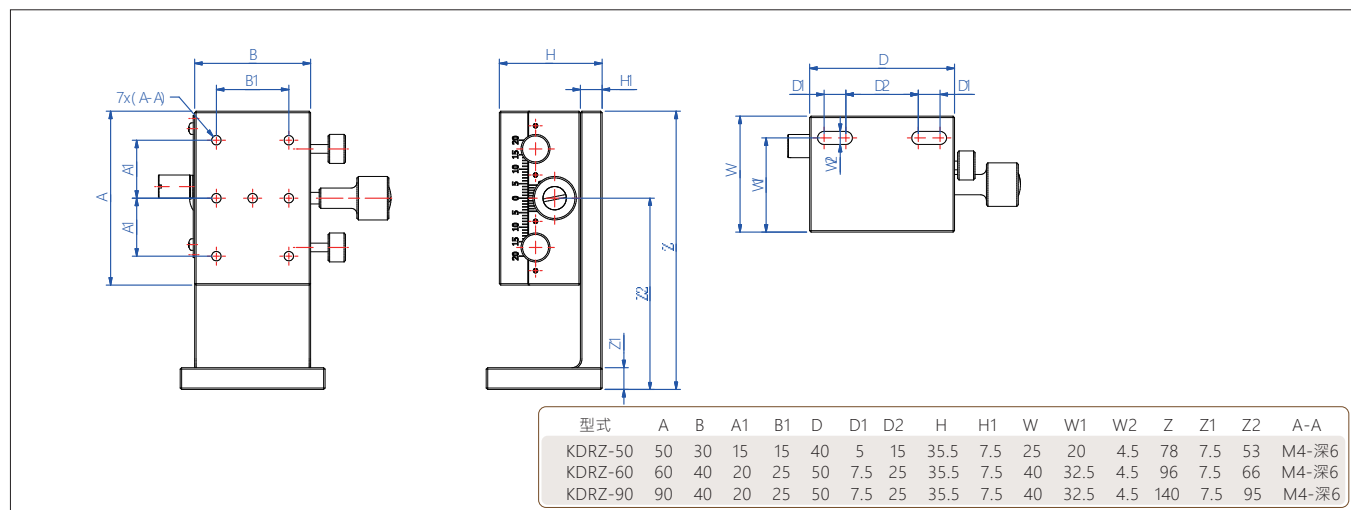 B
B1
7x( A-A)
A
A1
A1
H
H1
20
15
10
5
0
5
10
15
20
Z
Z2
Z1
D
D1
D2
D1
W
W1
W2
型式 A B A1 B1 D D1 D2 H H1 W W1 W2 Z Z1 Z2 A-A
KDRZ-50 50 30 15 15 40 5 15 35.5 7.5 25 20 4.5 78 7.5 53 M4-深6
KDRZ-60 60 40 20 25 50 7.5 25 35.5 7.5 40 32.5 4.5 96 7.5 66 M4-深6
KDRZ-90 90 40 20 25 50 7.5 25 35.5 7.5 40 32.5 4.5 140 7.5 95 M4-深6